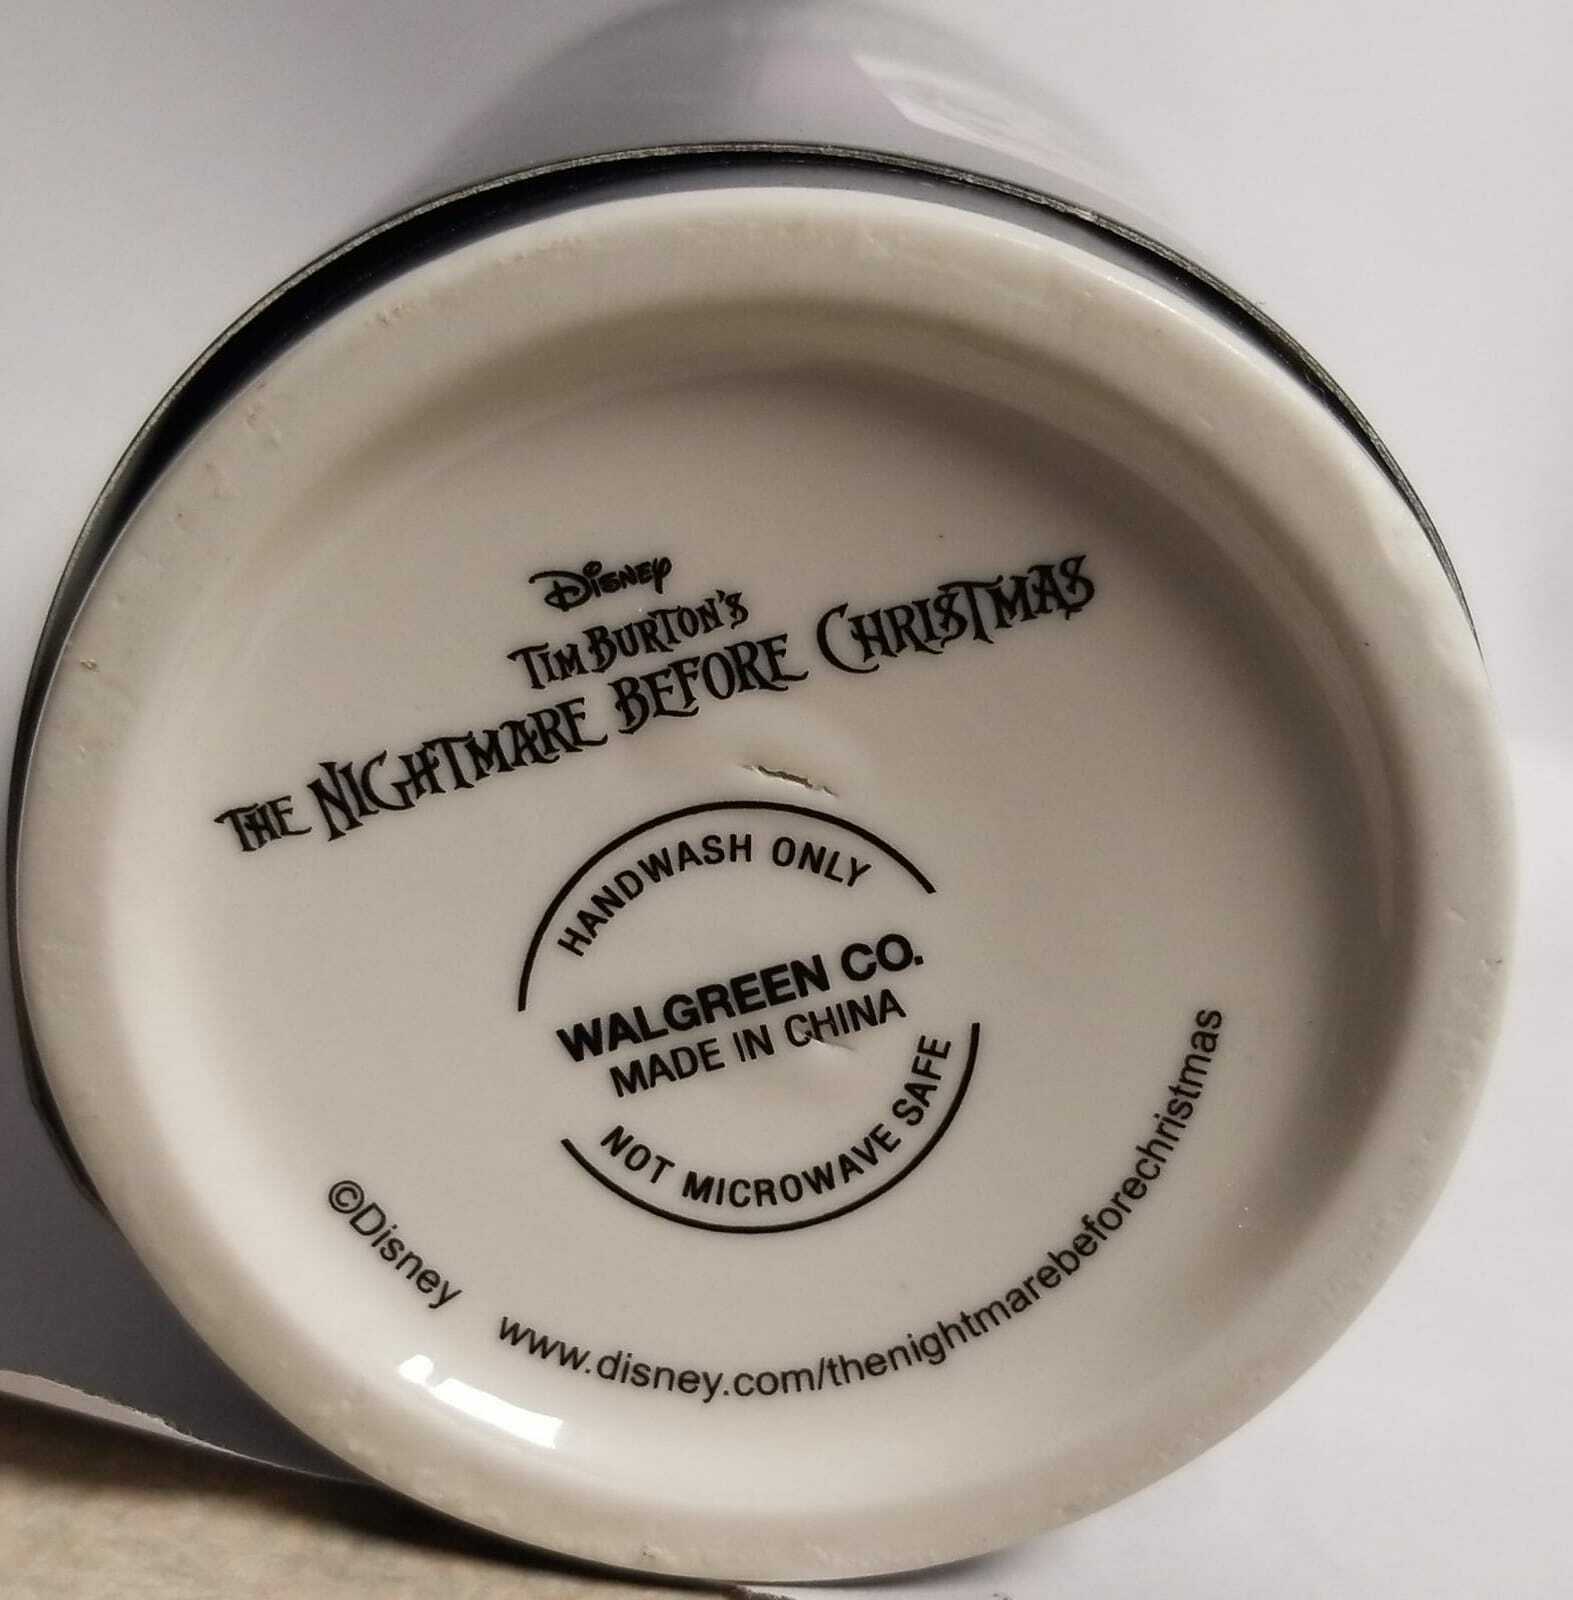 Disney
TIM BURTON'S
THE NIGHTMARE BEFORE CHRISTMAS
HANDWASH ONLY
WALGREEN CO.
MADE IN CHINA
NOT MICROWAVE SAFE
©Disney
www.disney.com/thenightmarebeforechristmas